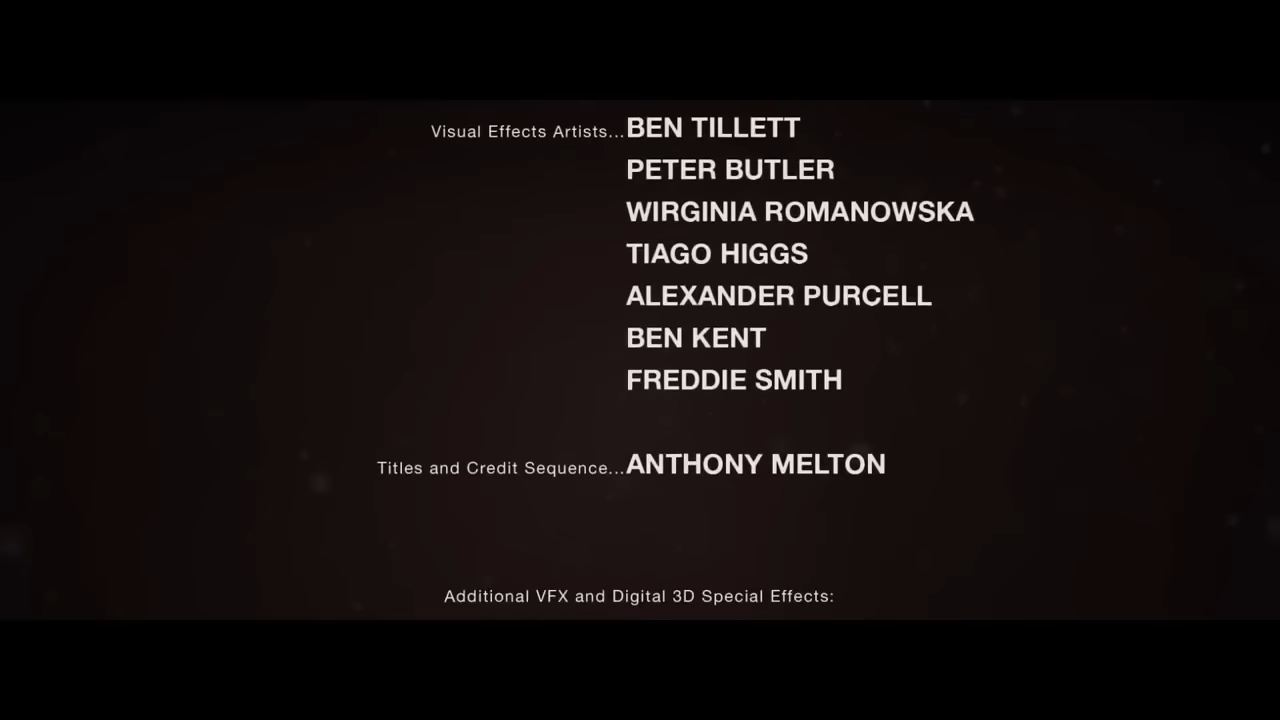 Visual Effects Artists...BEN TILLETT
PETER BUTLER
WIRGINIA ROMANOWSKA
TIAGO HIGGS
ALEXANDER PURCELL
BEN KENT
FREDDIE SMITH
Titles and Credit Sequence...ANTHONY MELTON
Additional VFX and Digital 3D Special Effects: